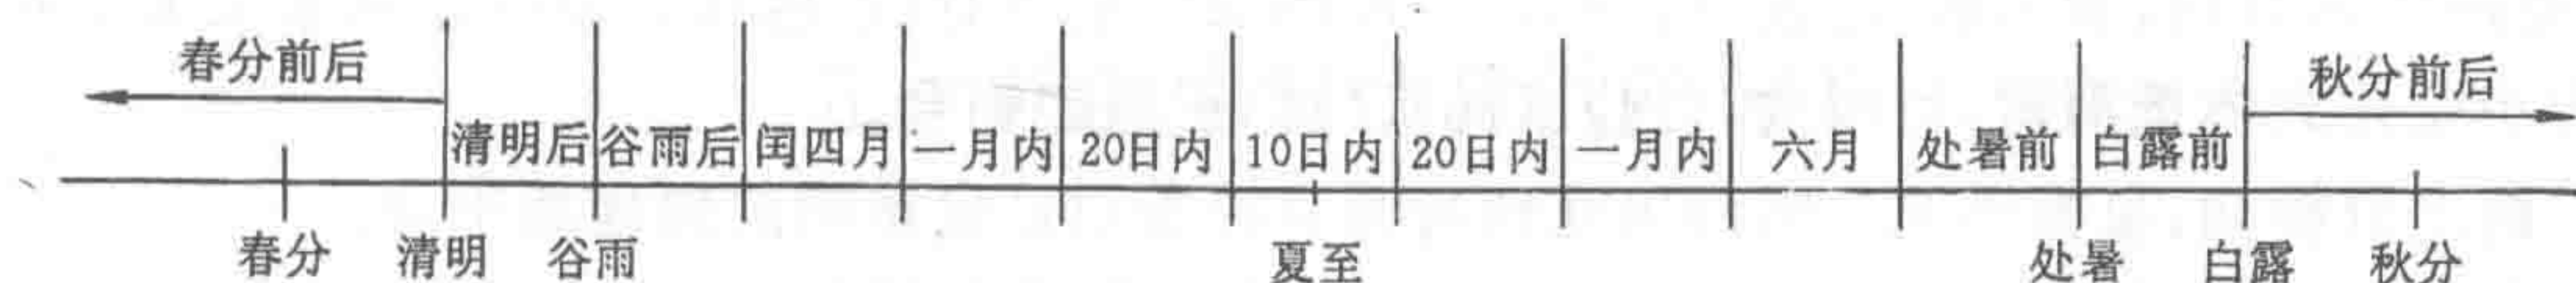 春分前后
秋分前后
清明后 谷雨后 闰四月 一月内 20日内 10日内 20日内 一月内 六月 处暑前 白露前
春分 清明 谷雨 夏至 处暑 白露 秋分